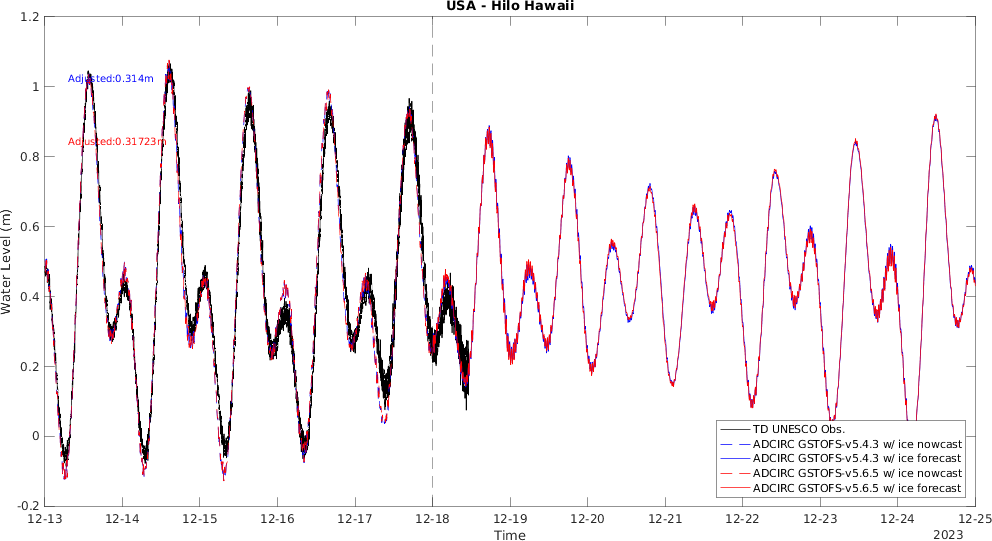 USA - Hilo Hawaii
1.2
1
0.8
0.6
0.4
0.2
0
-0.2
Water Level (m)
Adjusted:0.314m
Adjusted:0.31723m
TD UNESCO Obs.
ADCIRC GSTOFS-v5.4.3 w/ ice nowcast
ADCIRC GSTOFS-v5.4.3 w/ ice forecast
ADCIRC GSTOFS-v5.6.5 w/ ice nowcast
ADCIRC GSTOFS-v5.6.5 w/ ice forecast
12-13 12-14 12-15 12-16 12-17 12-18 12-19 12-20 12-21 12-22 12-23 12-24 12-25
Time
2023